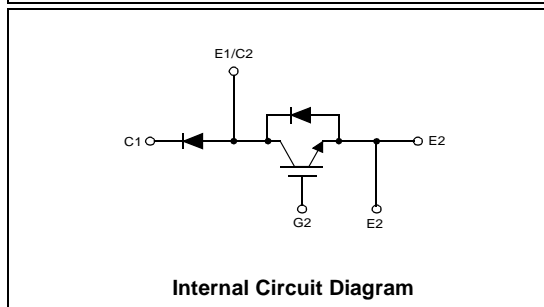 E1/C2
C1
E2
G2
E2
Internal Circuit Diagram